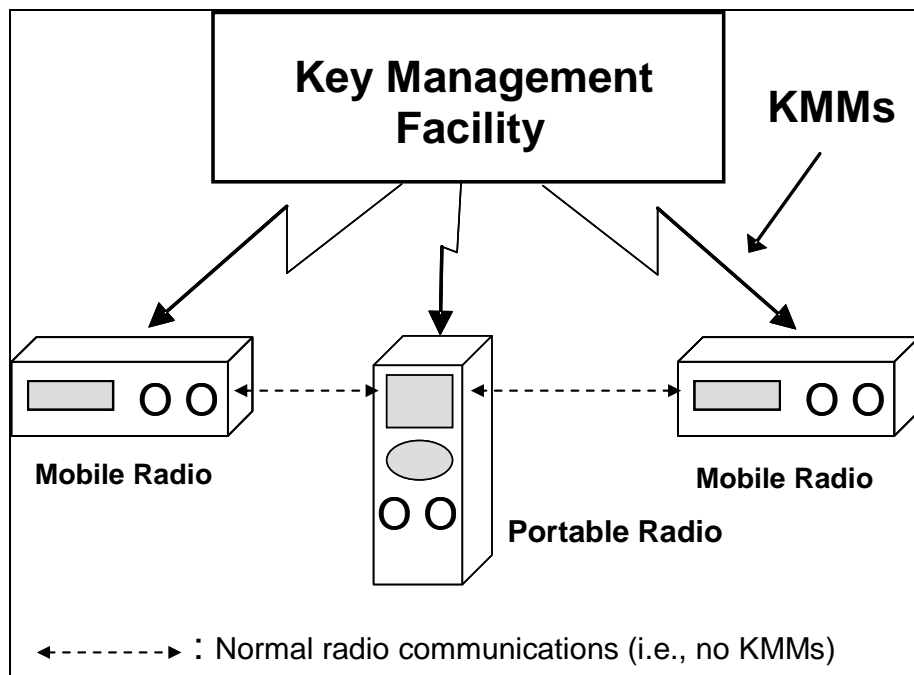 Key Management
Facility
KMMs
Mobile Radio
Mobile Radio
Portable Radio
: Normal radio communications (i.e., no KMMs)